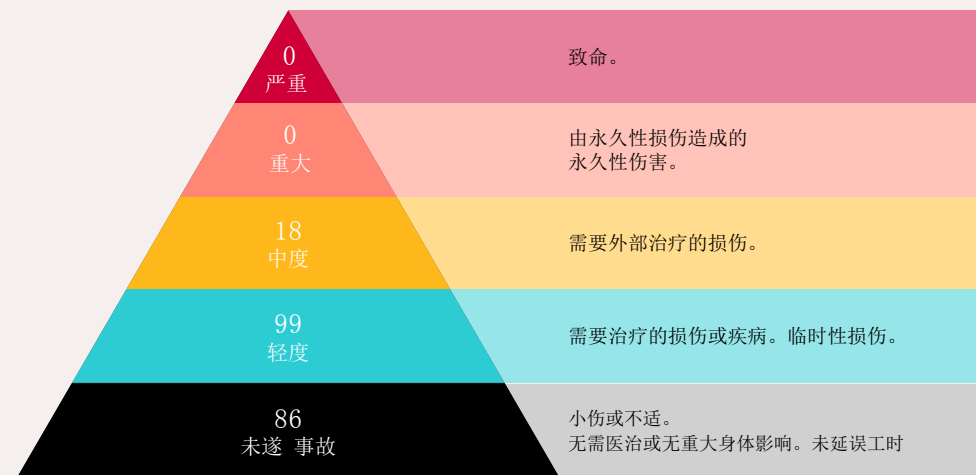 0
严重
致命。
0
重大
由永久性损伤造成的
永久性伤害。
18
中度
需要外部治疗的损伤。
99
轻度
需要治疗的损伤或疾病。临时性损伤。
86
未遂 事故
小伤或不适。
无需医治或无重大身体影响。未延误工时